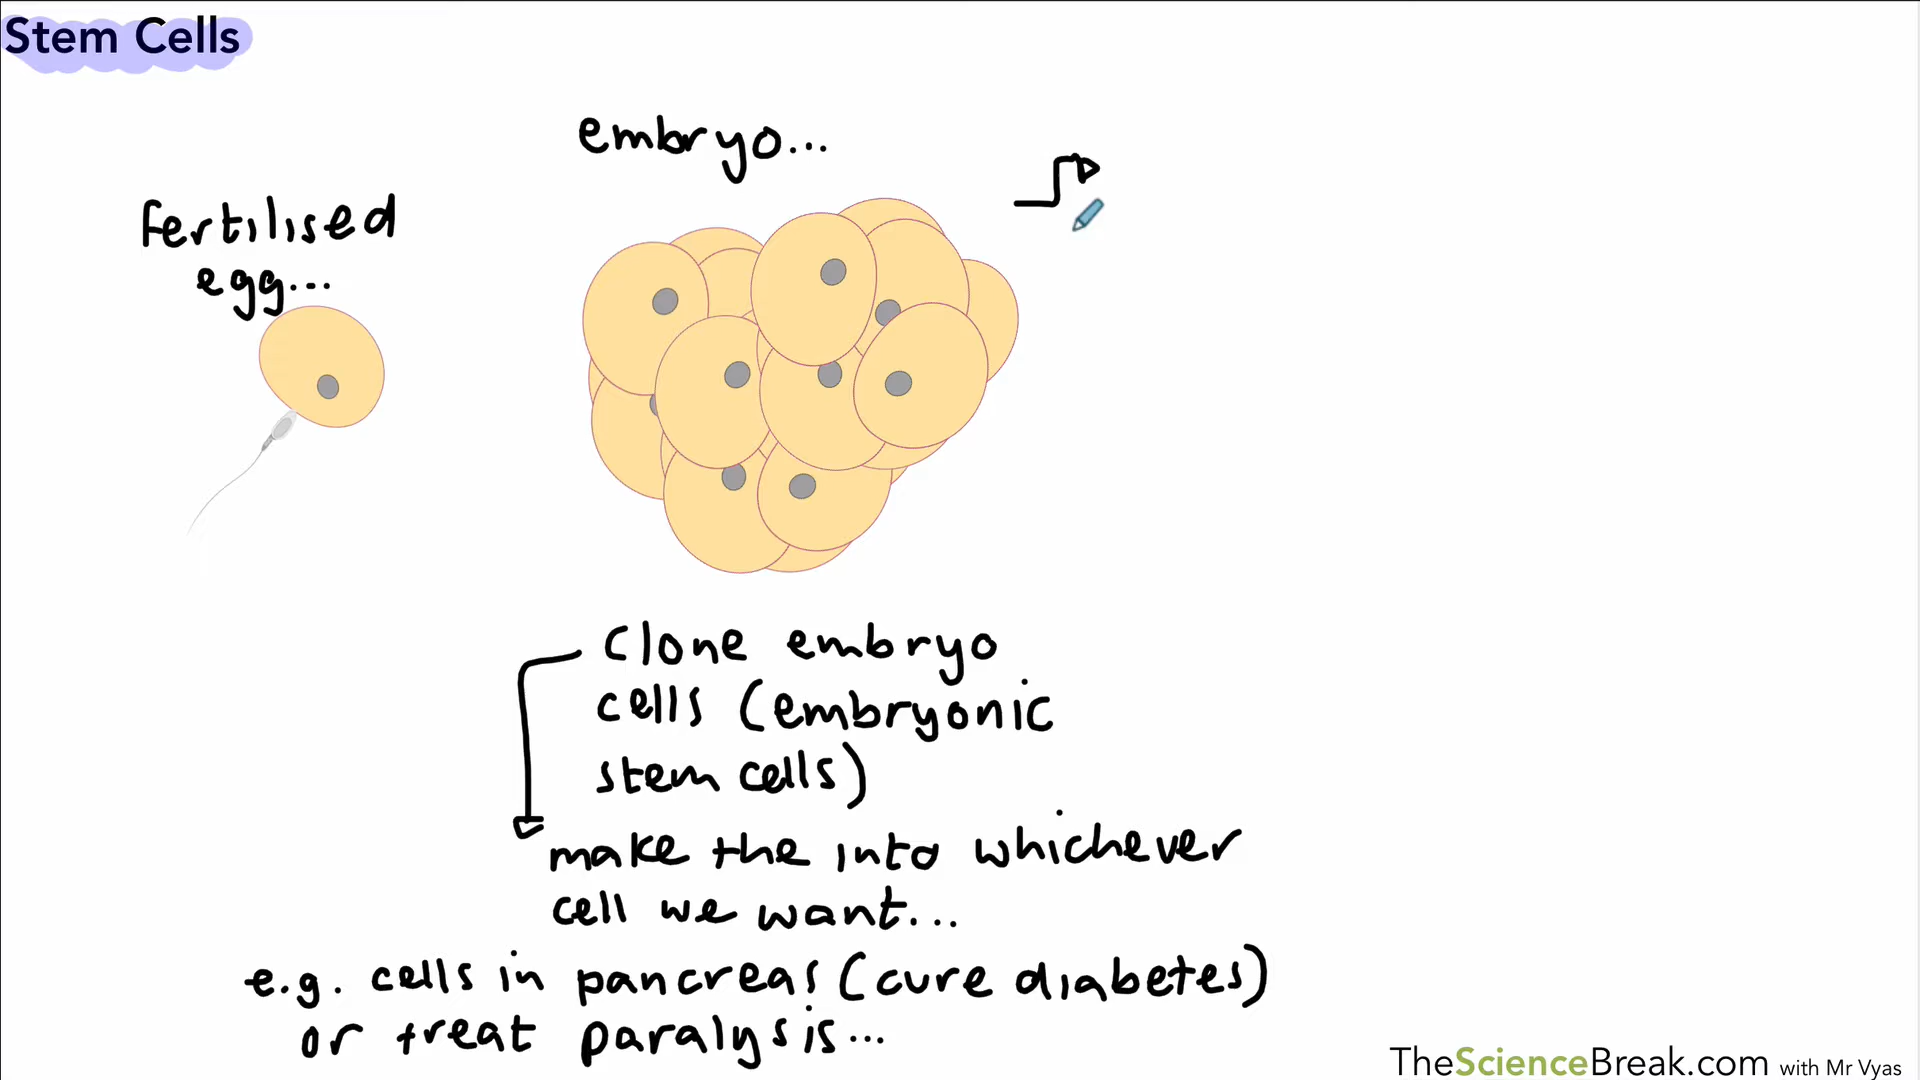 Stem Cells
embryo...
fertilised
egg...
Clone embryo
cells (embryonic
stem cells)
make the into whichever
cell we want...
e.g. cells in pancreas (cure diabetes)
or treat paralysis...
TheScienceBreak.com with Mr Vyas